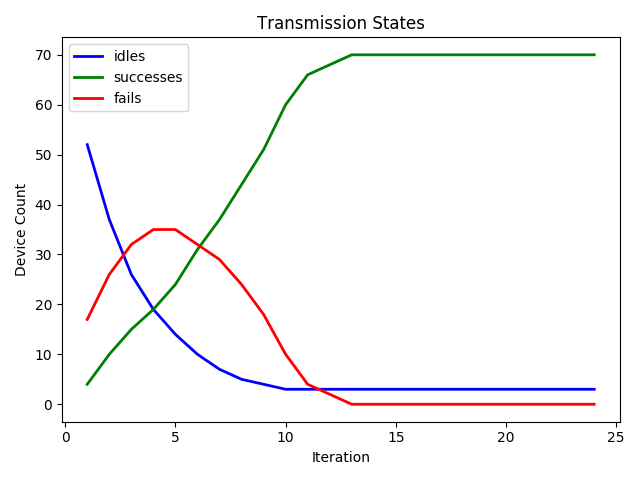 Transmission States
idles
successes
fails
Device Count
70
60
50
40
30
20
10
0
0 5 10 15 20 25
Iteration